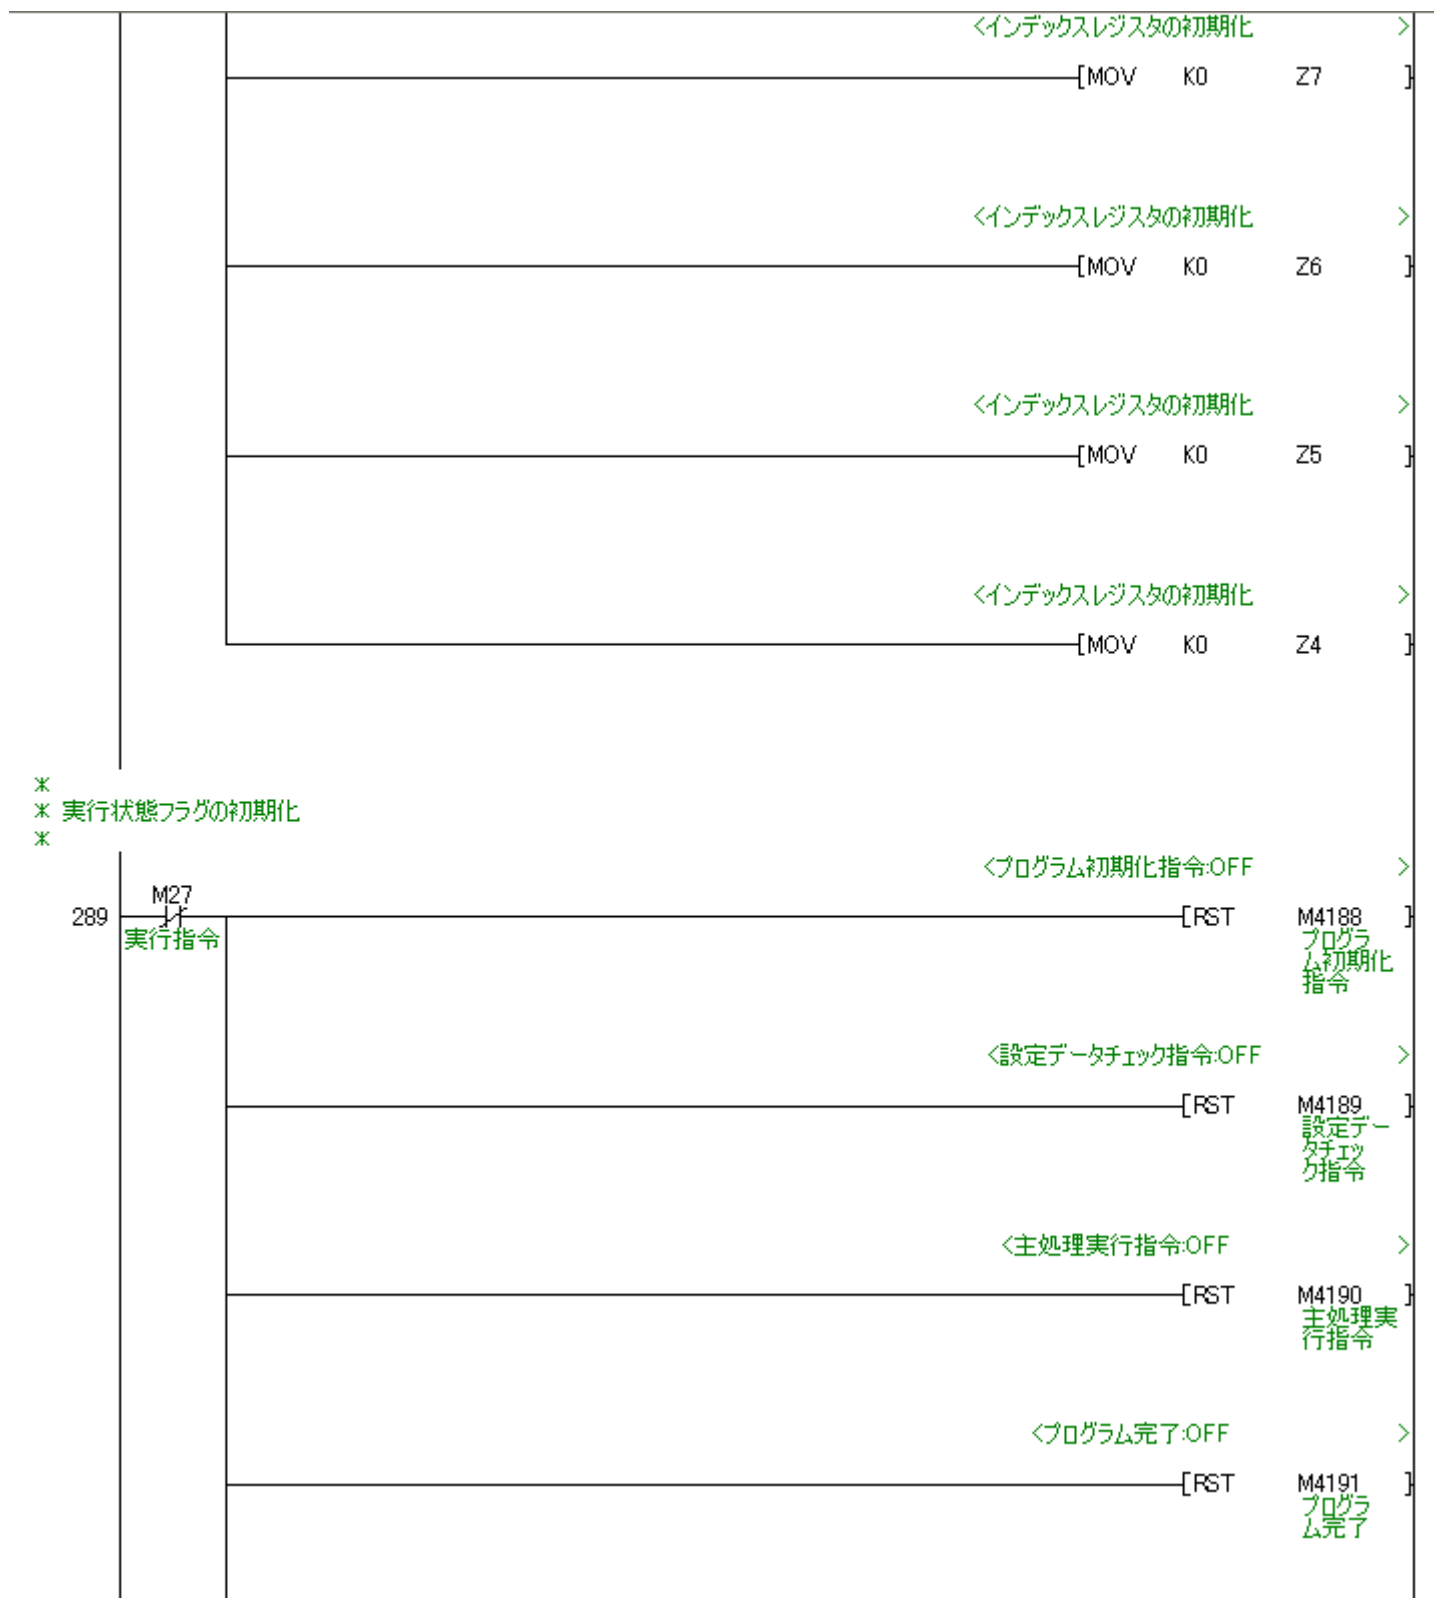 <インデックスレジスタの初期化 >
[MOV K0 Z7 ]
<インデックスレジスタの初期化 >
[MOV K0 Z6 ]
<インデックスレジスタの初期化 >
[MOV K0 Z5 ]
<インデックスレジスタの初期化 >
[MOV K0 Z4 ]
*
* 実行状態フラグの初期化
*
<プログラム初期化指令:OFF >
M27
289 [RST M4188 ]
実行指令
プログラ
ム初期化
指令
<設定データチェック指令:OFF >
[RST M4189 ]
設定デー
タチェッ
ク指令
<主処理実行指令:OFF >
[RST M4190 ]
主処理実
行指令
<プログラム完了:OFF >
[RST M4191 ]
プログラ
ム完了